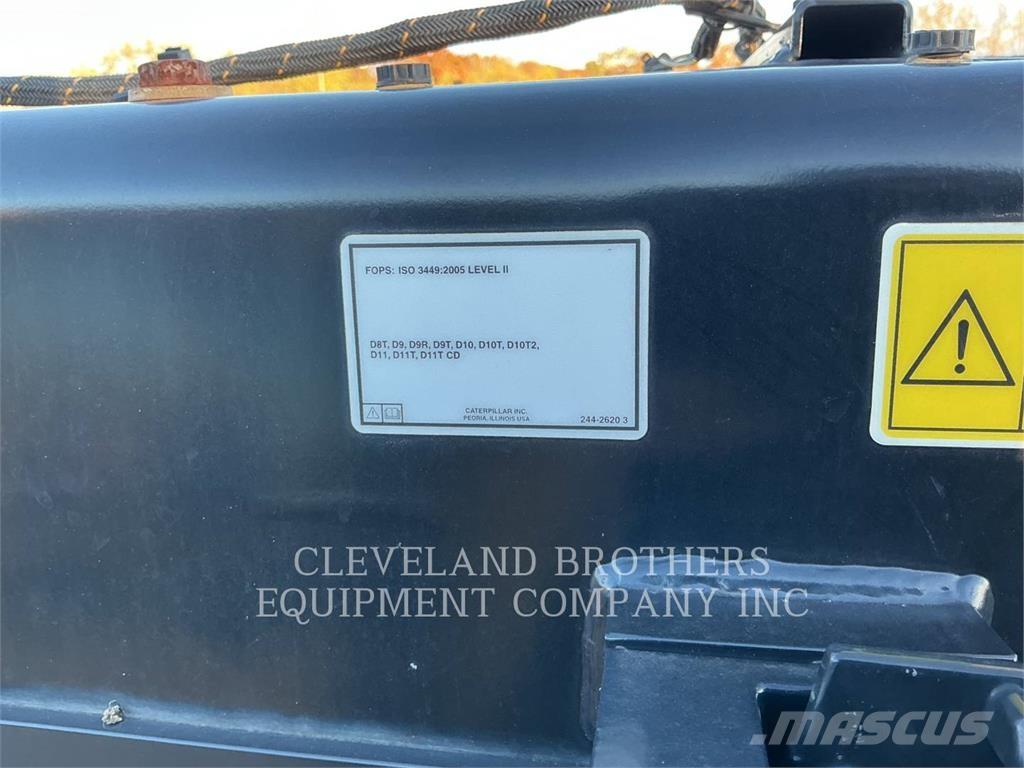 FOPS: ISO 3449:2005 LEVEL II
D8T, D9, D9R, D9T, D10, D10T, D10T2,
D11, D11T, D11T CD
CATERPILLAR INC.
PEORIA, ILLINOIS USA
244-2620 3
CLEVELAND BROTHERS
EQUIPMENT COMPANY INC
MASCUS